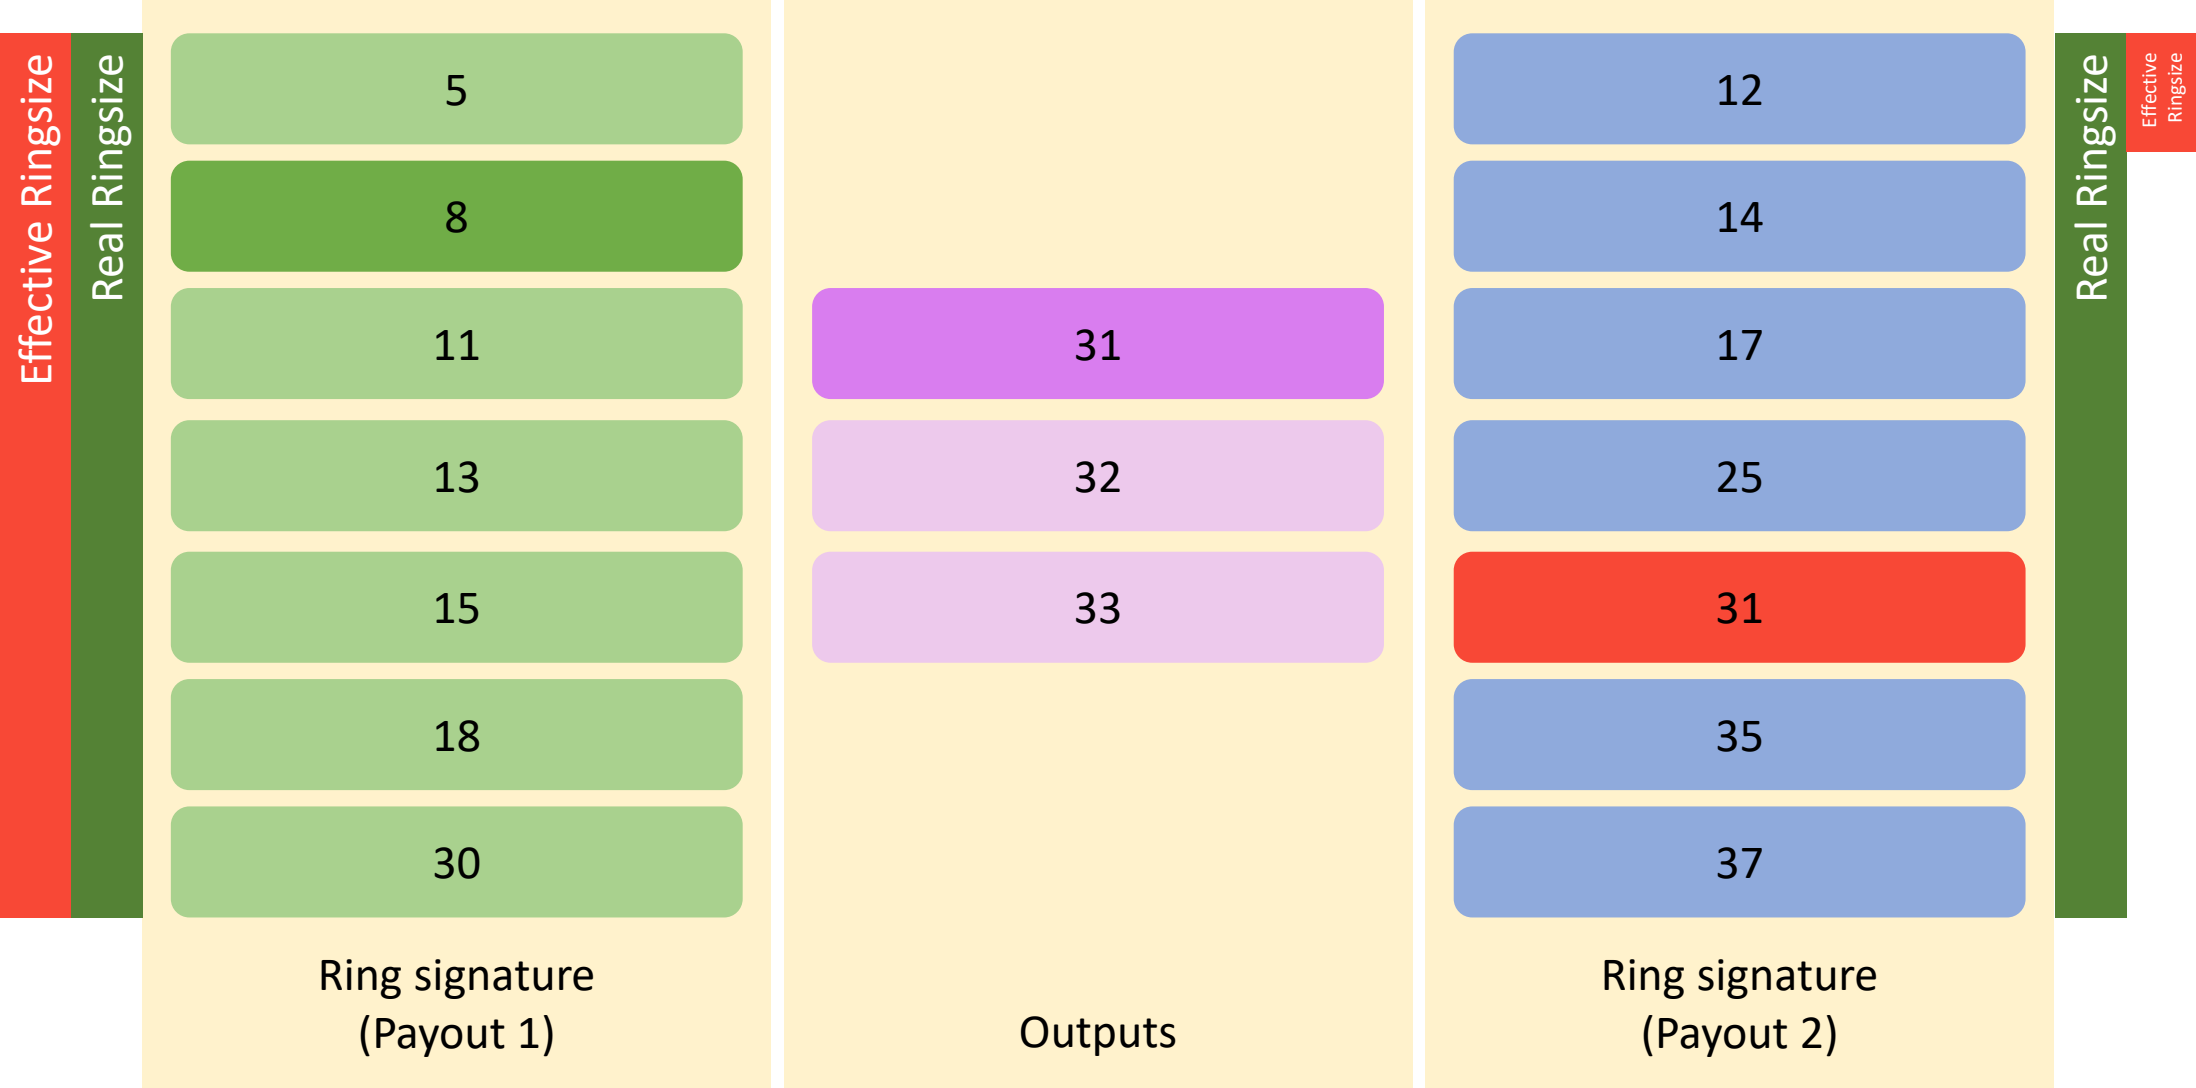 Effective Ringsize
Real Ringsize
5
8
11
13
15
18
30
Ring signature
(Payout 1)
31
32
33
Outputs
12
14
17
25
31
35
37
Ring signature
(Payout 2)
Real Ringsize
Effective
Ringsize